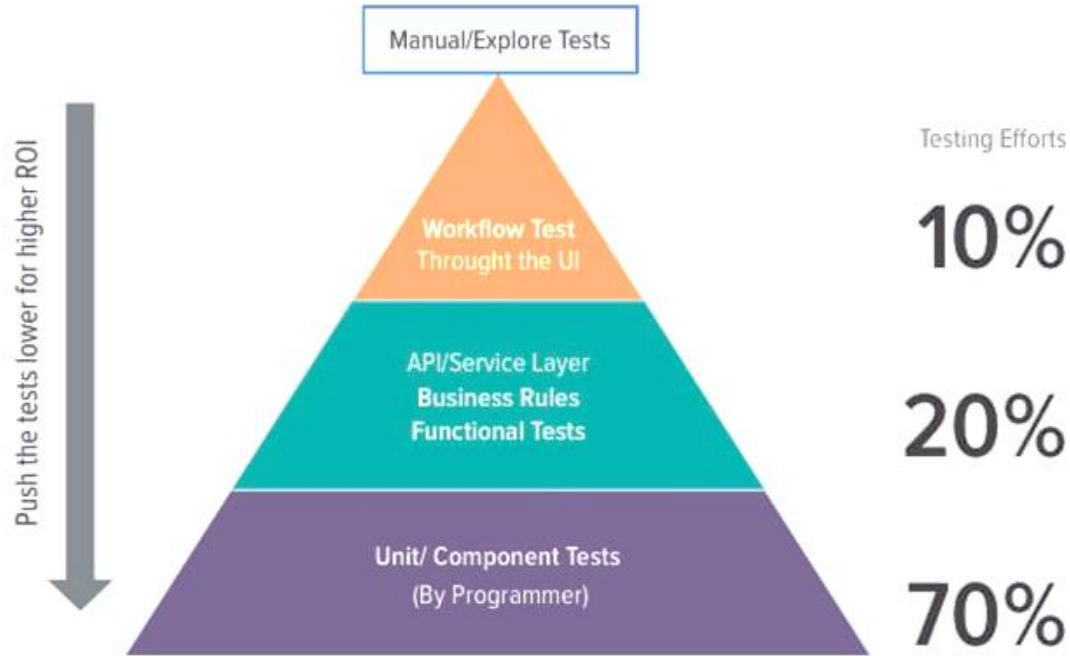 Manual/Explore Tests
Push the tests lower for higher ROI
Testing Efforts
Workflow Test
Throught the UI
10%
API/Service Layer
Business Rules
Functional Tests
20%
Unit/ Component Tests
(By Programmer)
70%